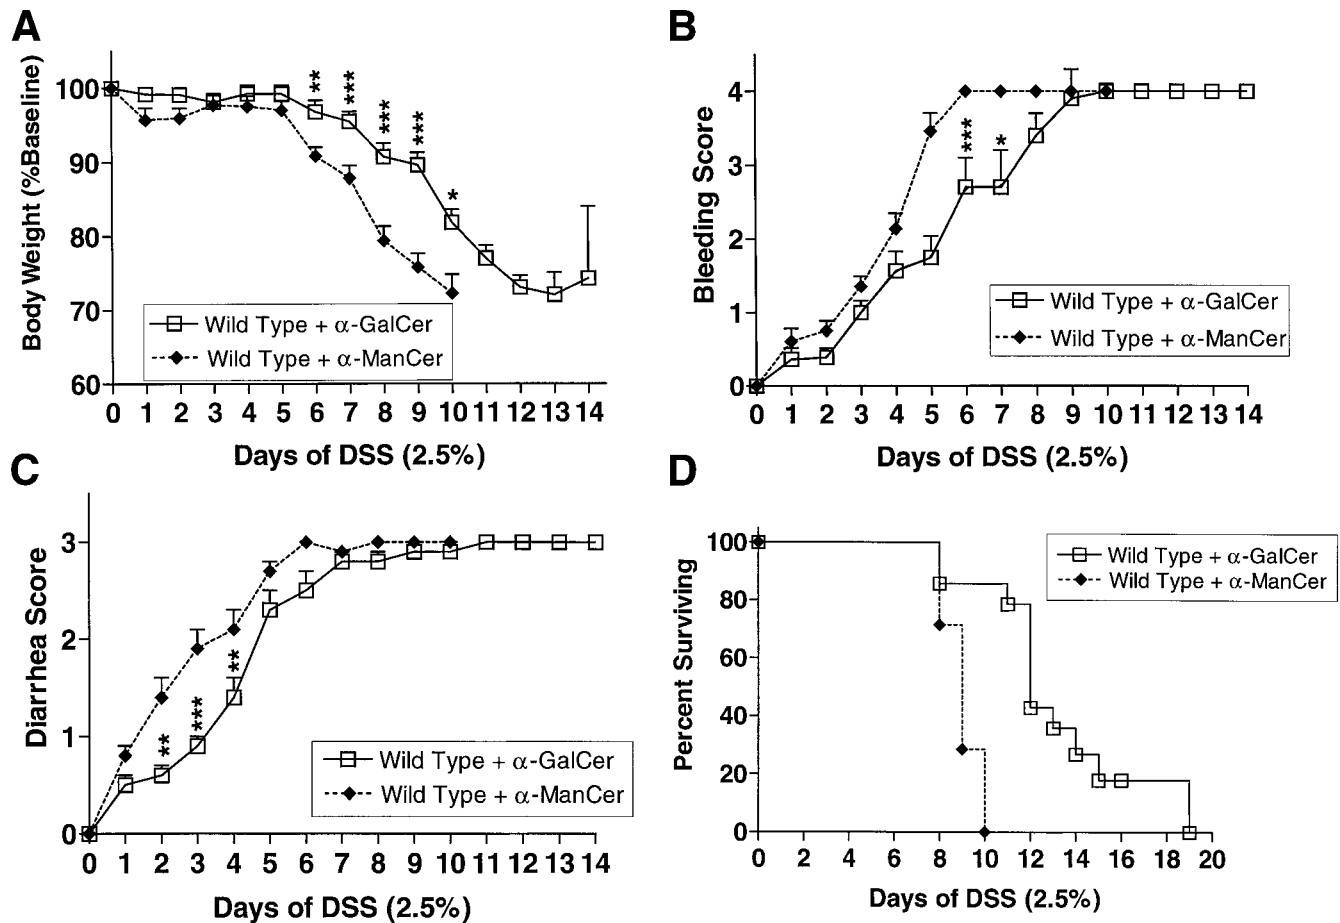 A
Body Weight (%Baseline)
100
90
80
70
60
** *** *** *** *
Wild Type + α-GalCer
Wild Type + α-ManCer
0 1 2 3 4 5 6 7 8 9 10 11 12 13 14
Days of DSS (2.5%)
B
Bleeding Score
4
3
2
1
0
*** *
Wild Type + α-GalCer
Wild Type + α-ManCer
0 1 2 3 4 5 6 7 8 9 10 11 12 13 14
Days of DSS (2.5%)
C
Diarrhea Score
3
2
1
0
** *** **
Wild Type + α-GalCer
Wild Type + α-ManCer
0 1 2 3 4 5 6 7 8 9 10 11 12 13 14
Days of DSS (2.5%)
D
Percent Surviving
100
80
60
40
20
0
Wild Type + α-GalCer
Wild Type + α-ManCer
0 2 4 6 8 10 12 14 16 18 20
Days of DSS (2.5%)